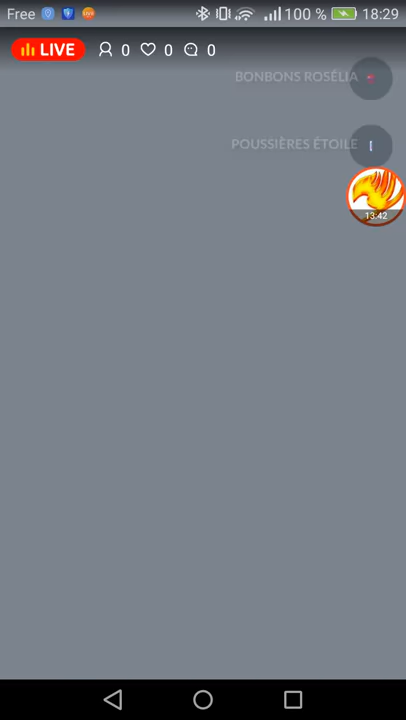 Free 100 % 18:29
LIVE 0 0 0
BONBONS ROSÉLIA
POUSSIÈRES ÉTOILE
13:42